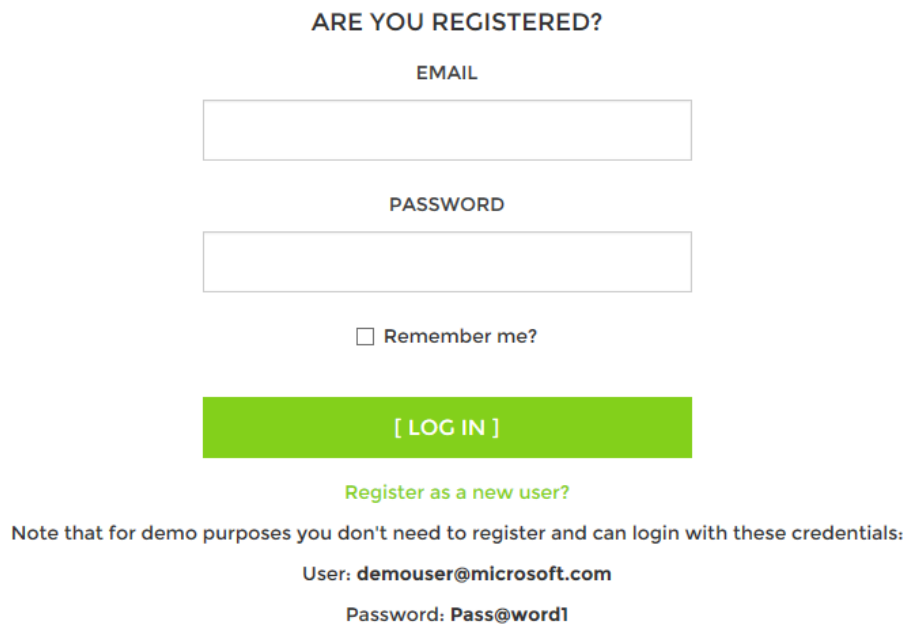 ARE YOU REGISTERED?
EMAIL
PASSWORD
Remember me?
[ LOG IN ]
Register as a new user?
Note that for demo purposes you don't need to register and can login with these credentials:
User: demouser@microsoft.com
Password: Pass@word1